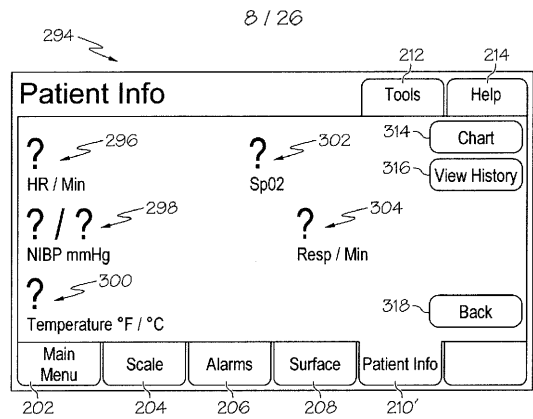 8 / 26
294
212 214
Patient Info
Tools
Help
? 296
HR / Min
? 302
Sp02
314 Chart
316 View History
? / ? 298
NIBP mmHg
? 304
Resp / Min
? 300
Temperature °F / °C
318 Back
Main Menu
Scale
Alarms
Surface
Patient Info
202 204 206 208 210'